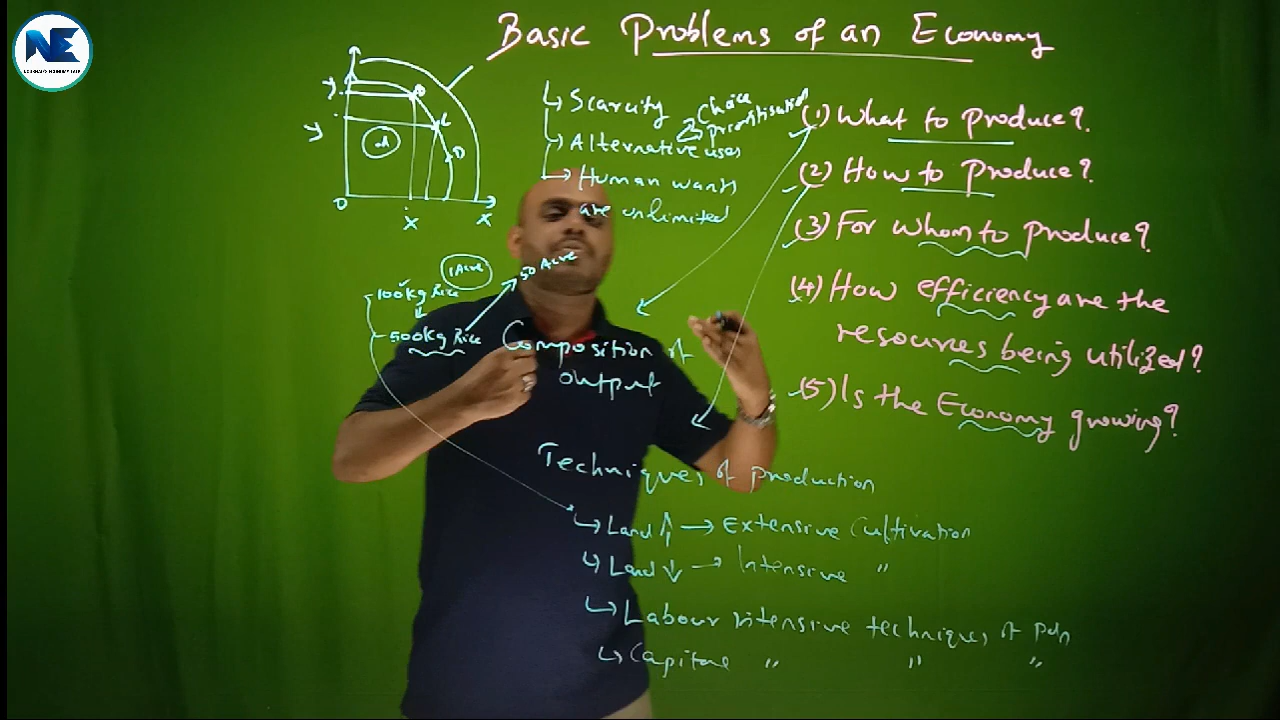 NE
Basic Problems of an Economy
y
B
C
D
A
y
O
X
X
Scarcity
Choice
prioritisation
Alternative uses
Human wants
are unlimited
(1) What to produce?
(2) How to produce?
(3) For whom to produce?
(4) How efficiency are the
resources being utilized?
(5) Is the Economy growing?
1 Acre
50 Acre
100kg Rice
500kg Rice
Composition of
output
Techniques of production
Land ↑ → Extensive Cultivation
Land ↓ → Intensive "
Labour intensive techniques of Pdn
Capital " " "